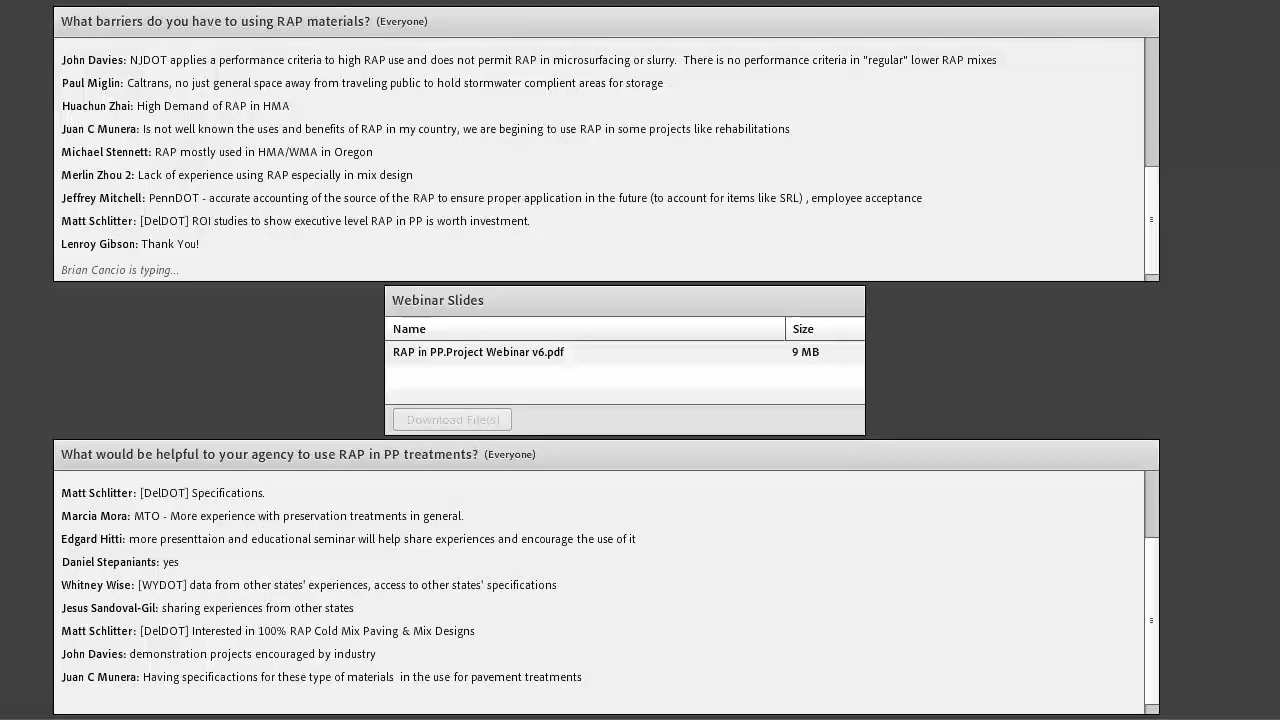 What barriers do you have to using RAP materials? (Everyone)
John Davies: NJDOT applies a performance criteria to high RAP use and does not permit RAP in microsurfacing or slurry.  There is no performance criteria in "regular" lower RAP mixes
Paul Miglin: Caltrans, no just general space away from traveling public to hold stormwater complient areas for storage
Huachun Zhai: High Demand of RAP in HMA
Juan C Munera: Is not well known the uses and benefits of RAP in my country, we are begining to use RAP in some projects like rehabilitations
Michael Stennett: RAP mostly used in HMA/WMA in Oregon
Merlin Zhou 2: Lack of experience using RAP especially in mix design
Jeffrey Mitchell: PennDOT - accurate accounting of the source of the RAP to ensure proper application in the future (to account for items like SRL) , employee acceptance
Matt Schlitter: [DelDOT] ROI studies to show executive level RAP in PP is worth investment.
Lenroy Gibson: Thank You!
Brian Cancio is typing...
Webinar Slides
Name Size
RAP in PP.Project Webinar v6.pdf 9 MB
Download File(s)
What would be helpful to your agency to use RAP in PP treatments? (Everyone)
Matt Schlitter: [DelDOT] Specifications.
Marcia Mora: MTO - More experience with preservation treatments in general.
Edgard Hitti: more presenttaion and educational seminar will help share experiences and encourage the use of it
Daniel Stepaniants: yes
Whitney Wise: [WYDOT] data from other states' experiences, access to other states' specifications
Jesus Sandoval-Gil: sharing experiences from other states
Matt Schlitter: [DelDOT] Interested in 100% RAP Cold Mix Paving & Mix Designs
John Davies: demonstration projects encouraged by industry
Juan C Munera: Having specificactions for these type of materials  in the use for pavement treatments